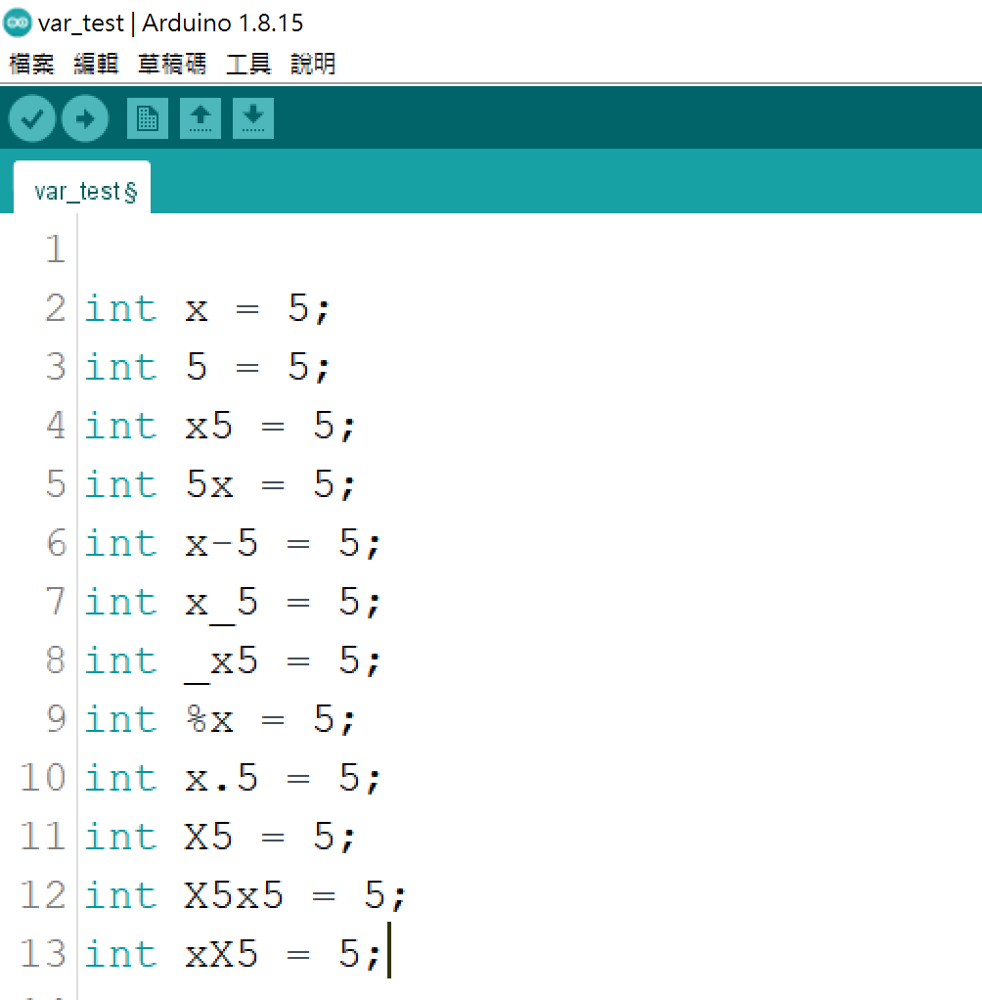 var_test | Arduino 1.8.15
檔案 編輯 草稿碼 工具 說明
var_test§
1
2 int x = 5;
3 int 5 = 5;
4 int x5 = 5;
5 int 5x = 5;
6 int x-5 = 5;
7 int x_5 = 5;
8 int _x5 = 5;
9 int %x = 5;
10 int x.5 = 5;
11 int X5 = 5;
12 int X5x5 = 5;
13 int xX5 = 5;